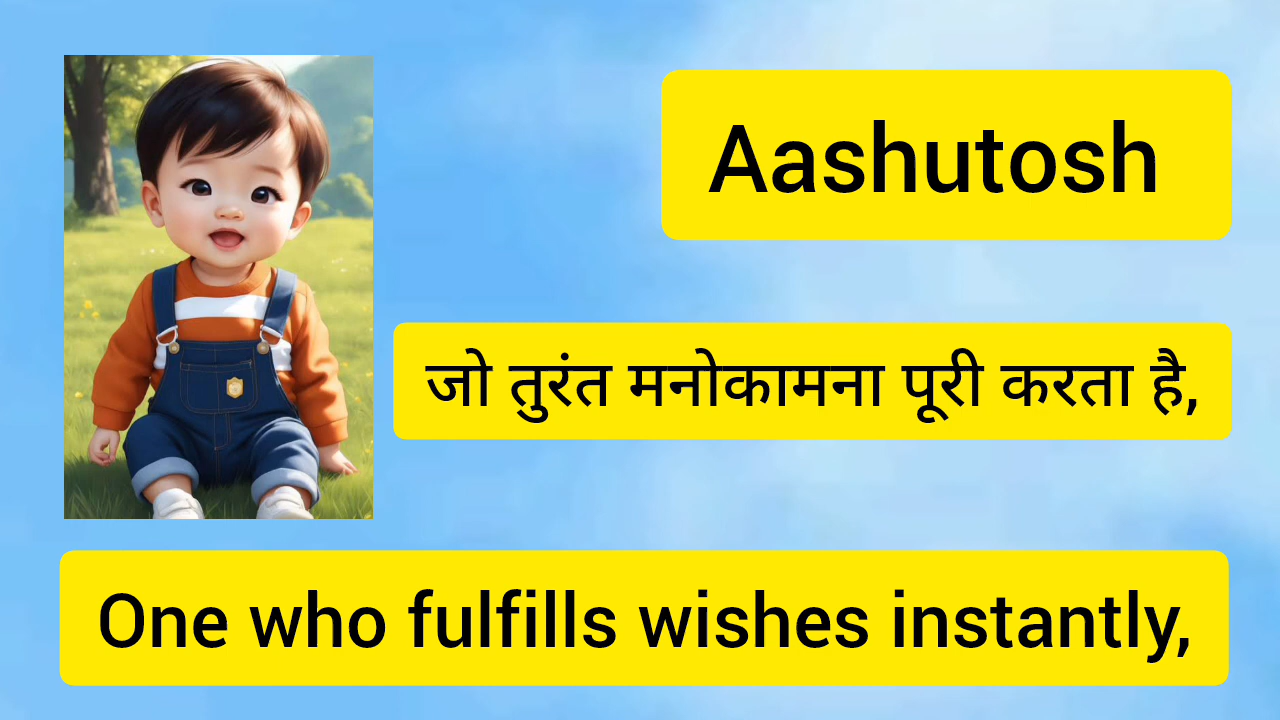 Aashutosh
जो तुरंत मनोकामना पूरी करता है,
One who fulfills wishes instantly,